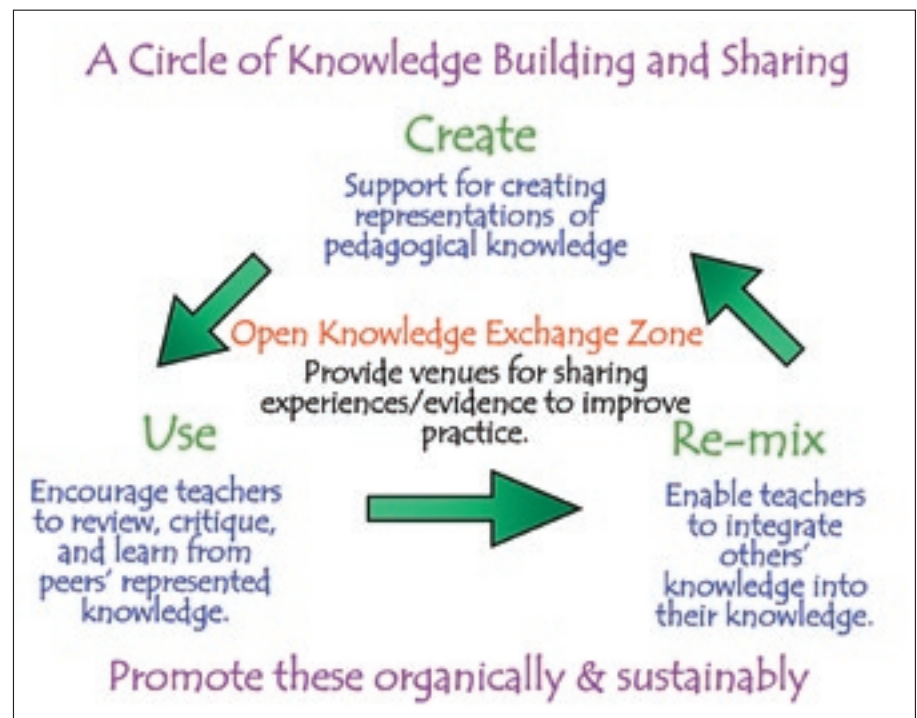 A Circle of Knowledge Building and Sharing
Create
Support for creating
representations of
pedagogical knowledge
Open Knowledge Exchange Zone
Provide venues for sharing
experiences/evidence to improve
practice.
Use
Encourage teachers
to review, critique,
and learn from
peers' represented
knowledge.
Re-mix
Enable teachers
to integrate
others'
knowledge into
their knowledge.
Promote these organically & sustainably